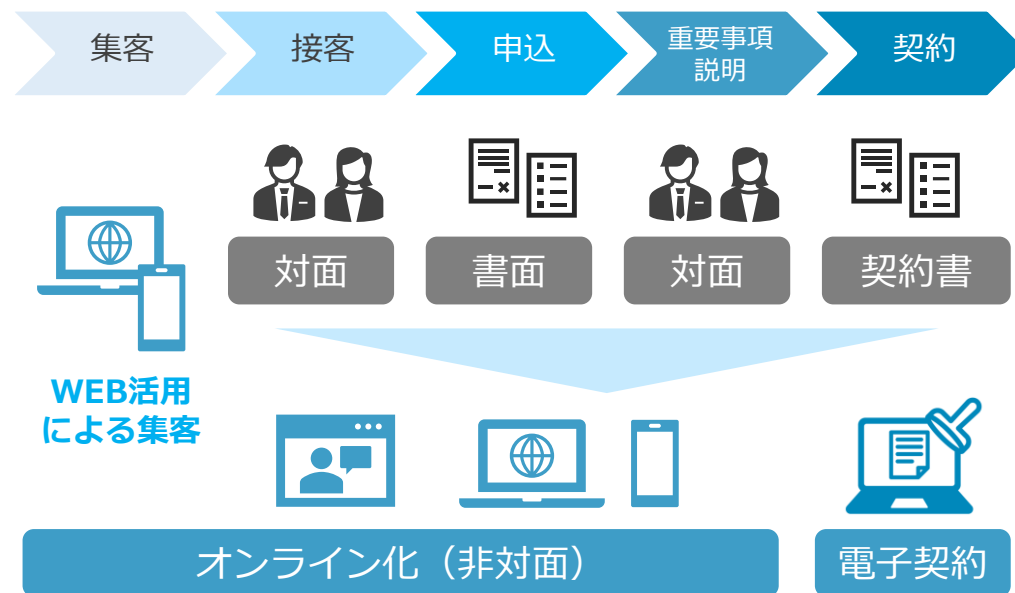 集客
接客
申込
重要事項
説明
契約
対面
書面
対面
契約書
WEB活用
による集客
オンライン化（非対面）
電子契約